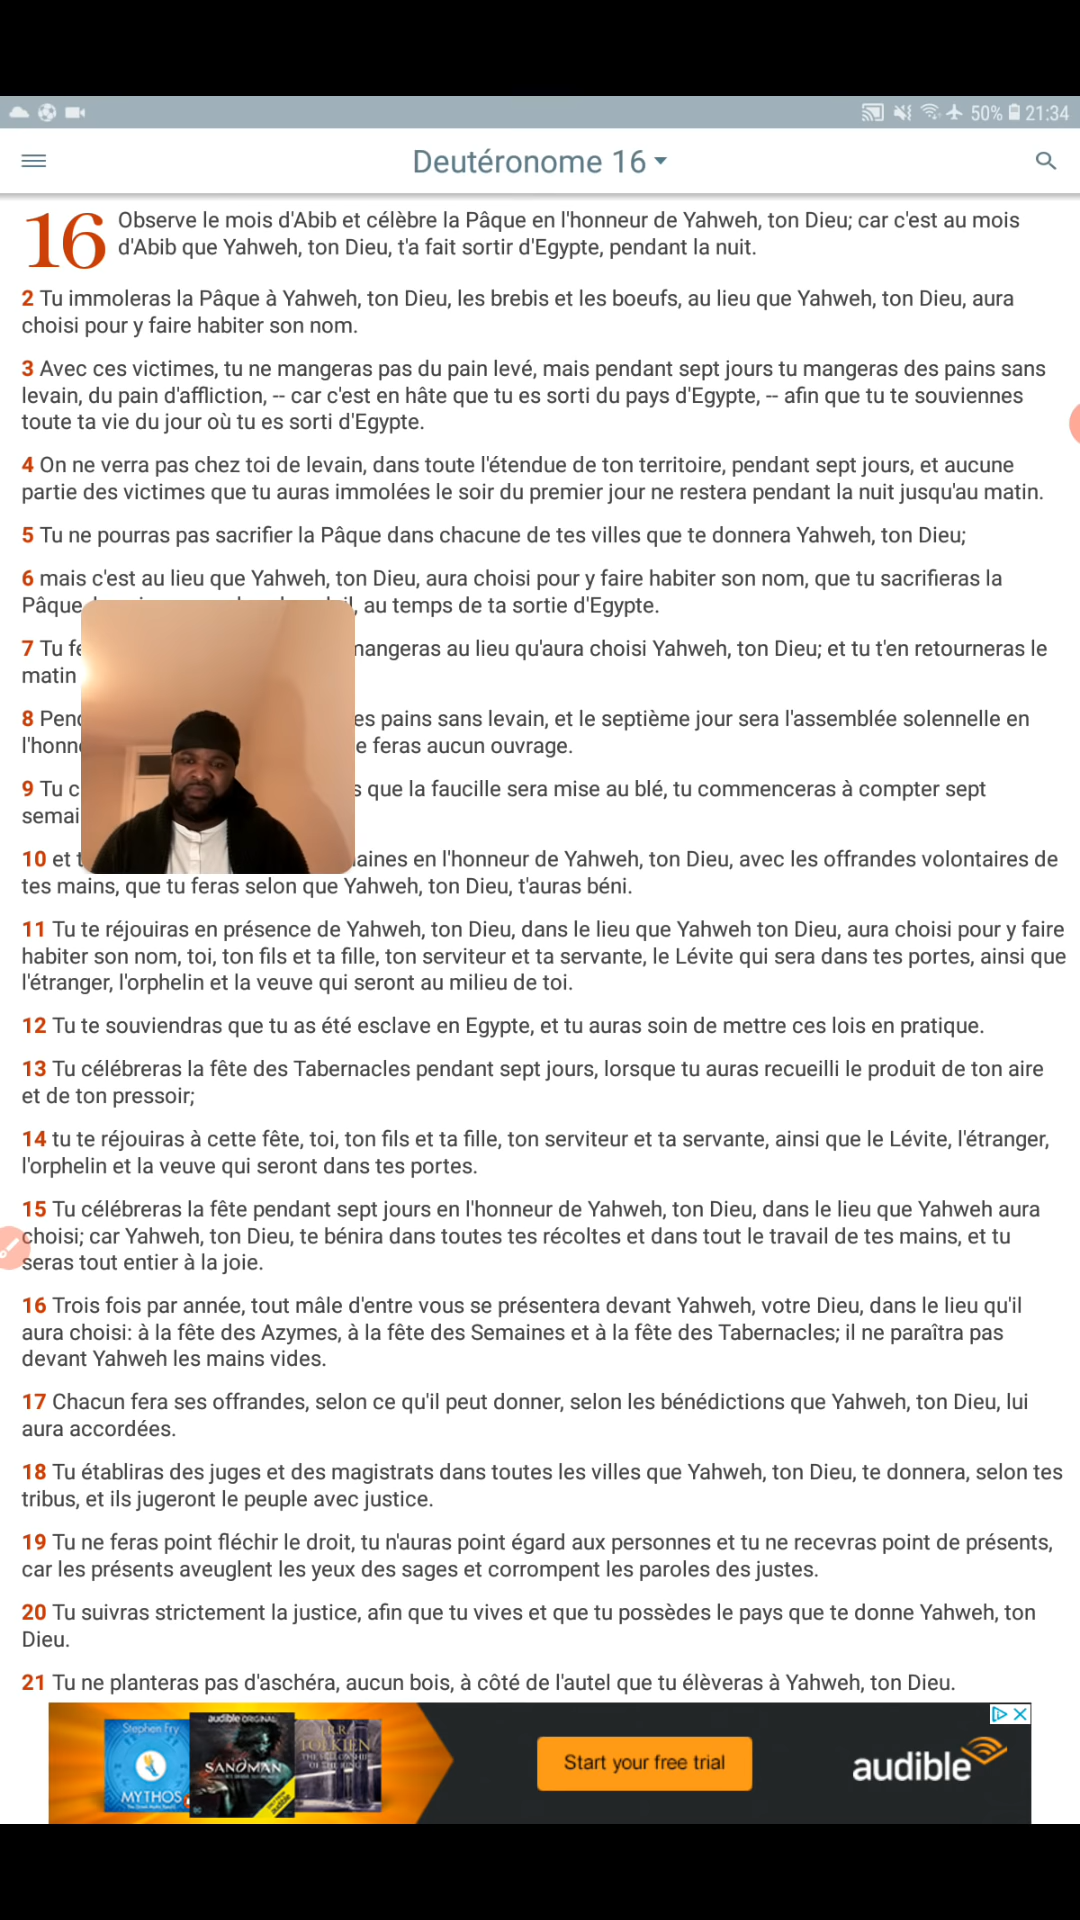 50% 21:34
Deutéronome 16
16 Observe le mois d'Abib et célèbre la Pâque en l'honneur de Yahweh, ton Dieu; car c'est au mois
d'Abib que Yahweh, ton Dieu, t'a fait sortir d'Egypte, pendant la nuit.
2 Tu immoleras la Pâque à Yahweh, ton Dieu, les brebis et les boeufs, au lieu que Yahweh, ton Dieu, aura
choisi pour y faire habiter son nom.
3 Avec ces victimes, tu ne mangeras pas du pain levé, mais pendant sept jours tu mangeras des pains sans
levain, du pain d'affliction, -- car c'est en hâte que tu es sorti du pays d'Egypte, -- afin que tu te souviennes
toute ta vie du jour où tu es sorti d'Egypte.
4 On ne verra pas chez toi de levain, dans toute l'étendue de ton territoire, pendant sept jours, et aucune
partie des victimes que tu auras immolées le soir du premier jour ne restera pendant la nuit jusqu'au matin.
5 Tu ne pourras pas sacrifier la Pâque dans chacune de tes villes que te donnera Yahweh, ton Dieu;
6 mais c'est au lieu que Yahweh, ton Dieu, aura choisi pour y faire habiter son nom, que tu sacrifieras la
Pâque, au temps de ta sortie d'Egypte.
7 Tu mangeras au lieu qu'aura choisi Yahweh, ton Dieu; et tu t'en retourneras le
matin
8 pains sans levain, et le septième jour sera l'assemblée solennelle en
feras aucun ouvrage.
9 Tu que la faucille sera mise au blé, tu commenceras à compter sept
10 et en l'honneur de Yahweh, ton Dieu, avec les offrandes volontaires de
tes mains, que tu feras selon que Yahweh, ton Dieu, t'auras béni.
11 Tu te réjouiras en présence de Yahweh, ton Dieu, dans le lieu que Yahweh ton Dieu, aura choisi pour y faire
habiter son nom, toi, ton fils et ta fille, ton serviteur et ta servante, le Lévite qui sera dans tes portes, ainsi que
l'étranger, l'orphelin et la veuve qui seront au milieu de toi.
12 Tu te souviendras que tu as été esclave en Egypte, et tu auras soin de mettre ces lois en pratique.
13 Tu célébreras la fête des Tabernacles pendant sept jours, lorsque tu auras recueilli le produit de ton aire
et de ton pressoir;
14 tu te réjouiras à cette fête, toi, ton fils et ta fille, ton serviteur et ta servante, ainsi que le Lévite, l'étranger,
l'orphelin et la veuve qui seront dans tes portes.
15 Tu célébreras la fête pendant sept jours en l'honneur de Yahweh, ton Dieu, dans le lieu que Yahweh aura
choisi; car Yahweh, ton Dieu, te bénira dans toutes tes récoltes et dans tout le travail de tes mains, et tu
seras tout entier à la joie.
16 Trois fois par année, tout mâle d'entre vous se présentera devant Yahweh, votre Dieu, dans le lieu qu'il
aura choisi: à la fête des Azymes, à la fête des Semaines et à la fête des Tabernacles; il ne paraîtra pas
devant Yahweh les mains vides.
17 Chacun fera ses offrandes, selon ce qu'il peut donner, selon les bénédictions que Yahweh, ton Dieu, lui
aura accordées.
18 Tu établiras des juges et des magistrats dans toutes les villes que Yahweh, ton Dieu, te donnera, selon tes
tribus, et ils jugeront le peuple avec justice.
19 Tu ne feras point fléchir le droit, tu n'auras point égard aux personnes et tu ne recevras point de présents,
car les présents aveuglent les yeux des sages et corrompent les paroles des justes.
20 Tu suivras strictement la justice, afin que tu vives et que tu possèdes le pays que te donne Yahweh, ton
Dieu.
21 Tu ne planteras pas d'aschéra, aucun bois, à côté de l'autel que tu élèveras à Yahweh, ton Dieu.
Stephen Fry
MYTHOS
audible ORIGINAL
SANDMAN
J.R.R.
TOLKIEN
THE FELLOWSHIP
OF THE RING
Start your free trial
audible